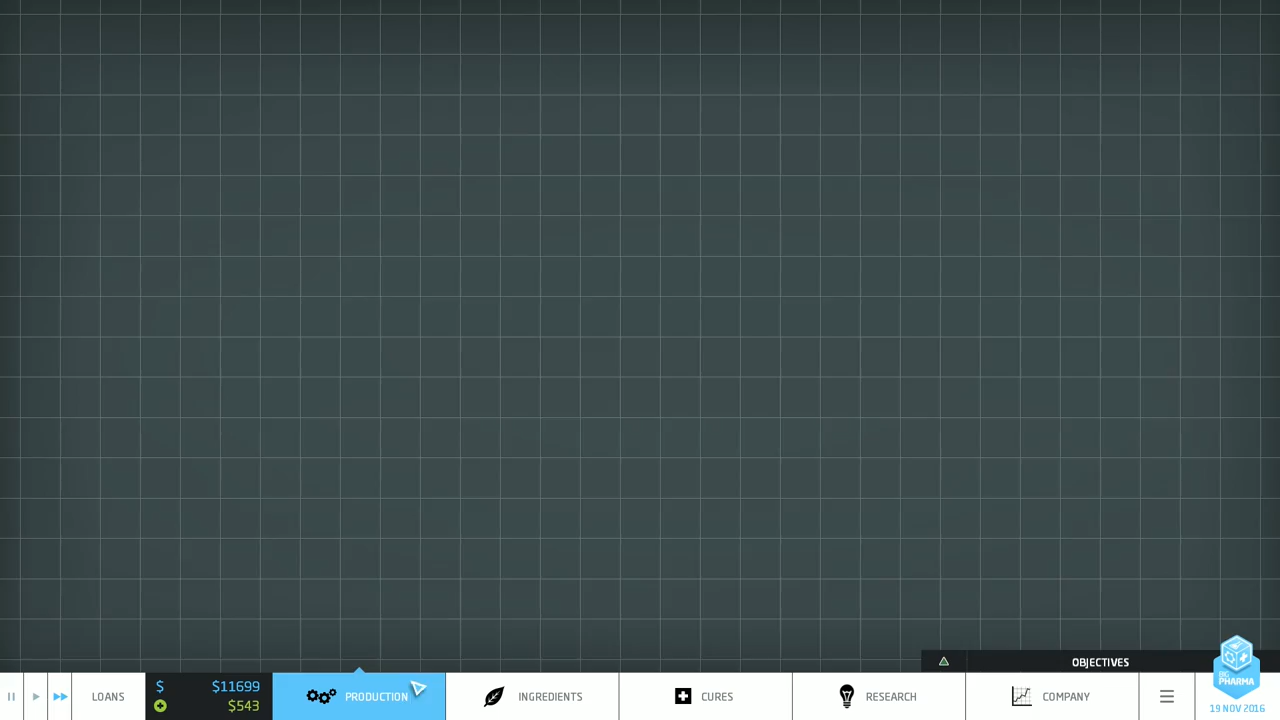 OBJECTIVES
LOANS
$ $11699
$543
PRODUCTION
INGREDIENTS
CURES
RESEARCH
COMPANY
BIG
PHARMA
19 NOV 2016